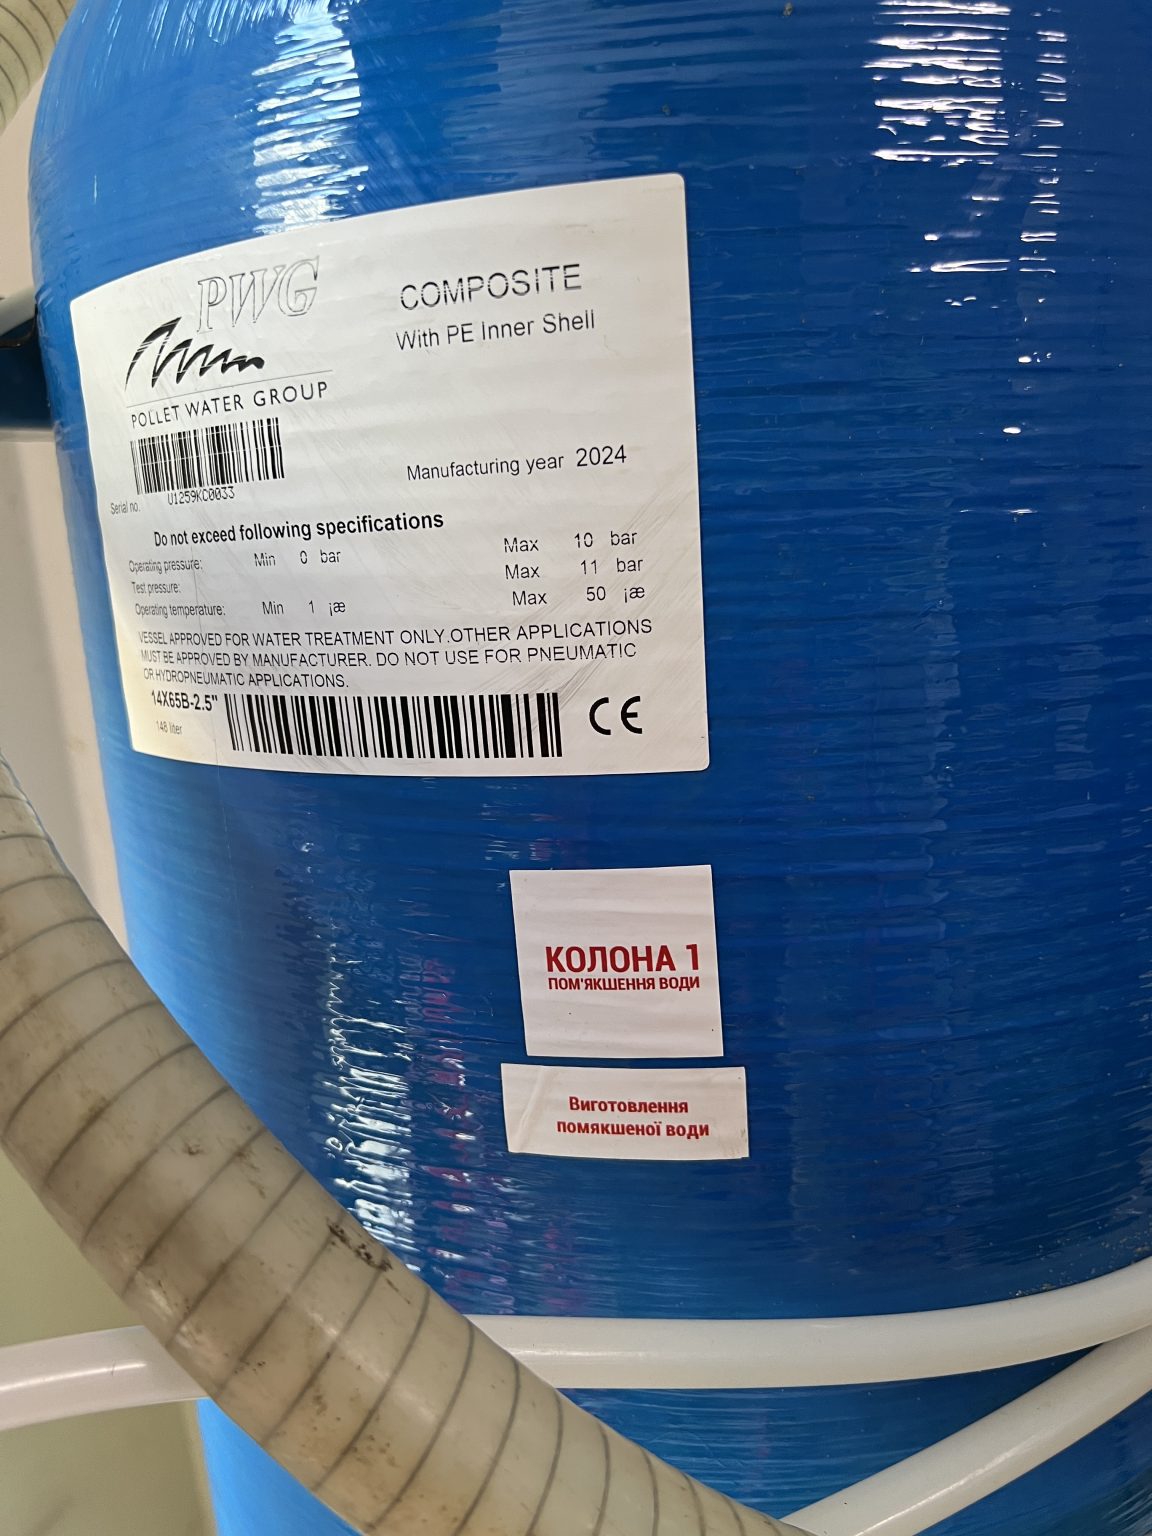 PWG
POLLET WATER GROUP
COMPOSITE
With PE Inner Shell
Manufacturing year 2024
Serial no. U1259KC0033
Do not exceed following specifications
Operating pressure: Min 0 bar Max 10 bar
Test pressure: Max 11 bar
Operating temperature: Min 1 ¡æ Max 50 ¡æ
VESSEL APPROVED FOR WATER TREATMENT ONLY.OTHER APPLICATIONS
MUST BE APPROVED BY MANUFACTURER. DO NOT USE FOR PNEUMATIC
OR HYDROPNEUMATIC APPLICATIONS.
14X65B-2.5"
148 liter
CE
КОЛОНА 1
ПОМ'ЯКШЕННЯ ВОДИ
Виготовлення
помякшеної води